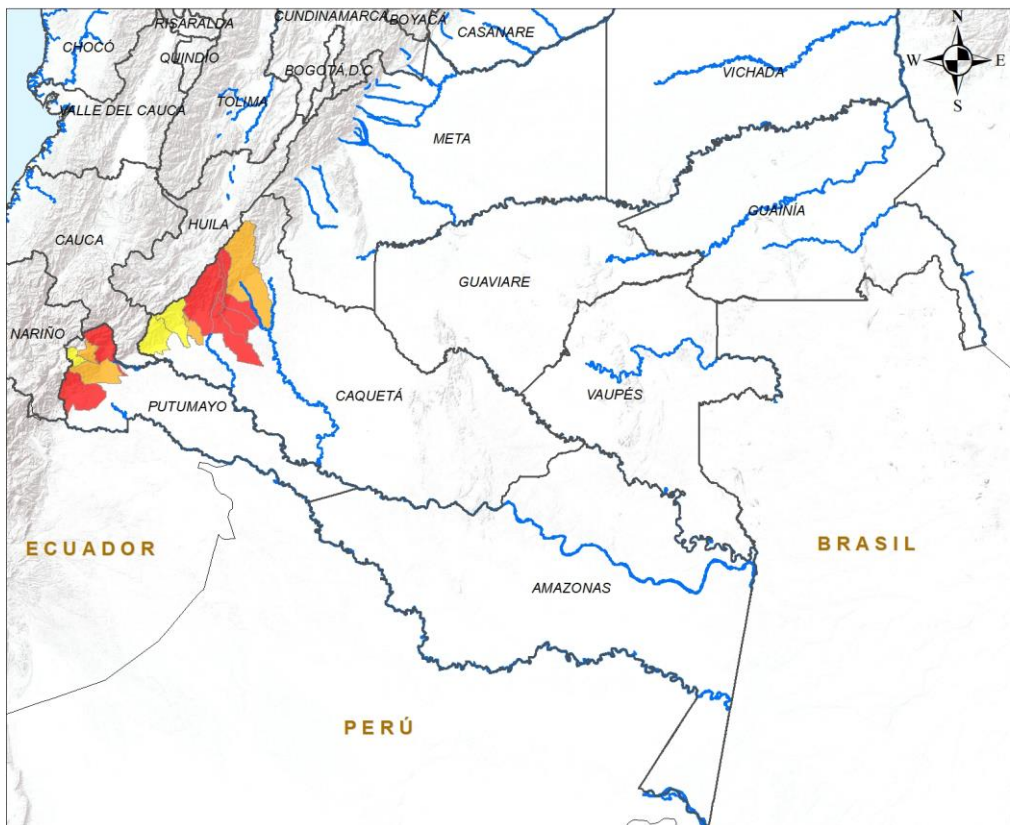 CUNDINAMARCA
BOYACÁ
RISARALDA
CASANARE
N
CHOCÓ
QUINDÍO
BOGOTÁ,D.C
W
E
VICHADA
TOLIMA
VALLE DEL CAUCA
S
META
GUAINÍA
HUILA
CAUCA
GUAVIARE
NARIÑO
CAQUETÁ
VAUPÉS
PUTUMAYO
ECUADOR
BRASIL
AMAZONAS
PERÚ